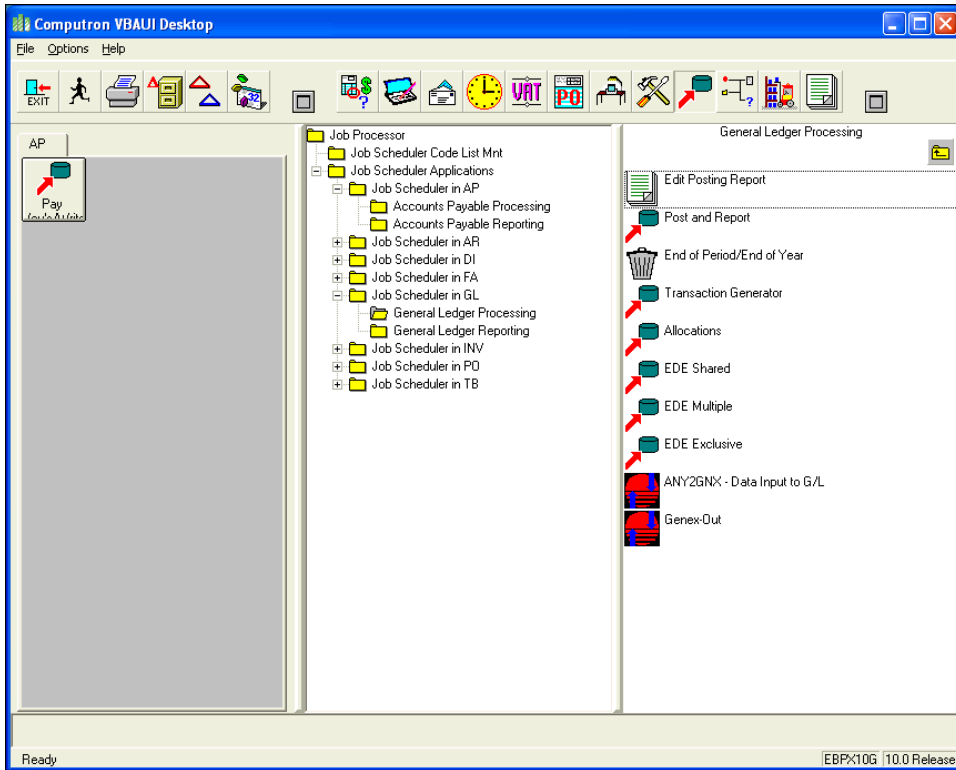 Computron VBAUI Desktop
File Options Help
EXIT
32
$
?
VAT
PO
?
AP
Pay
Job Processor
Job Scheduler Code List Mnt
Job Scheduler Applications
Job Scheduler in AP
Accounts Payable Processing
Accounts Payable Reporting
Job Scheduler in AR
Job Scheduler in DI
Job Scheduler in FA
Job Scheduler in GL
General Ledger Processing
General Ledger Reporting
Job Scheduler in INV
Job Scheduler in PO
Job Scheduler in TB
General Ledger Processing
Edit Posting Report
Post and Report
End of Period/End of Year
Transaction Generator
Allocations
EDE Shared
EDE Multiple
EDE Exclusive
ANY2GNX - Data Input to G/L
Genex-Out
Ready
EBPX10G 10.0 Release